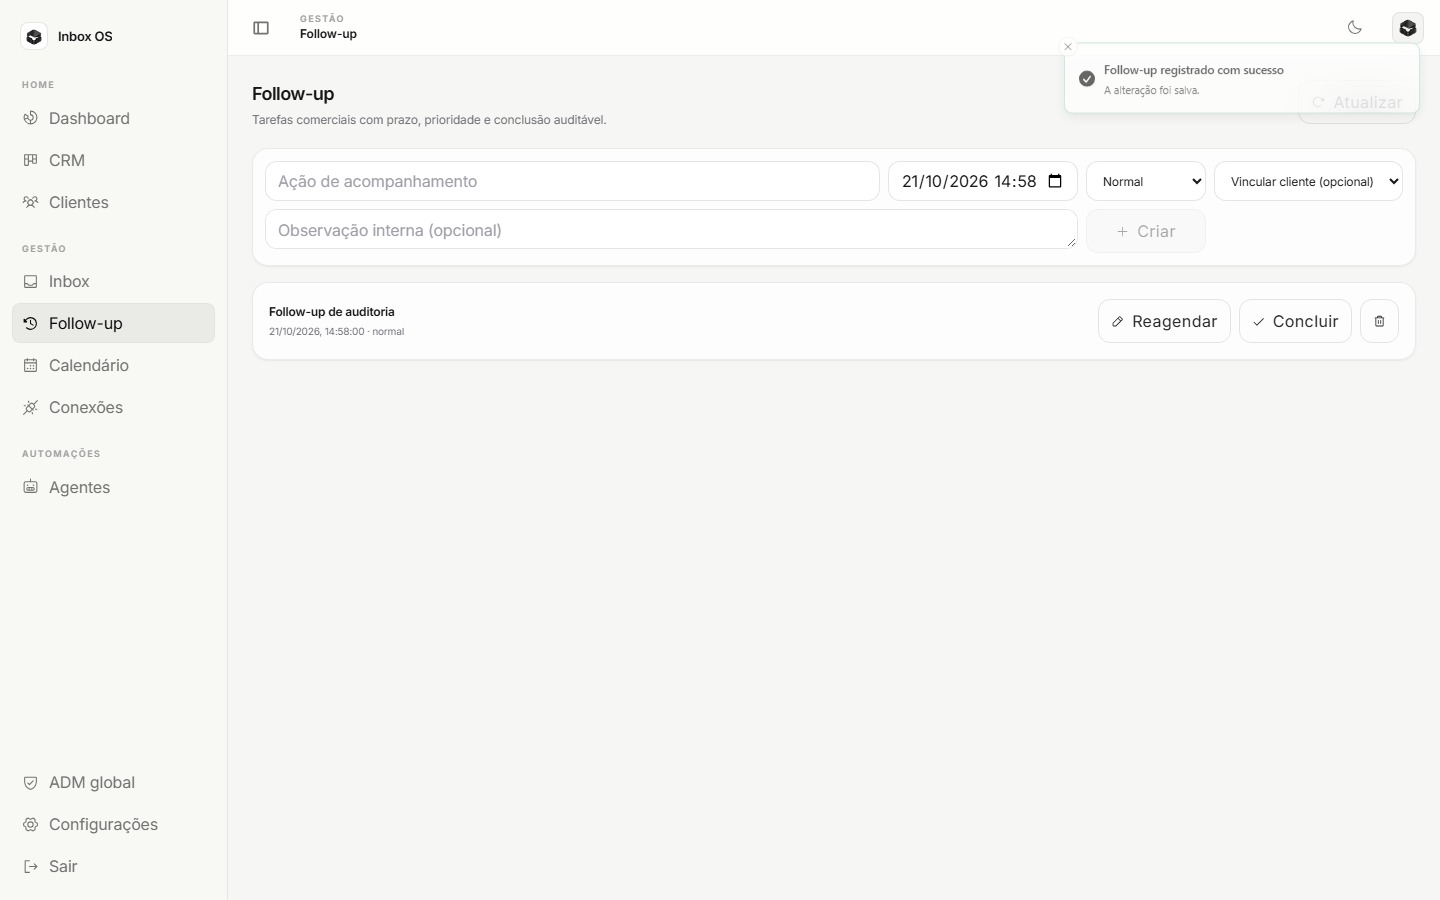 Inbox OS
HOME
Dashboard
CRM
Clientes
GESTÃO
Inbox
Follow-up
Calendário
Conexões
AUTOMAÇÕES
Agentes
ADM global
Configurações
Sair
GESTÃO
Follow-up
Follow-up registrado com sucesso
A alteração foi salva.
Atualizar
Follow-up
Tarefas comerciais com prazo, prioridade e conclusão auditável.
Ação de acompanhamento
21/10/2026 14:58
Normal
Vincular cliente (opcional)
Observação interna (opcional)
Criar
Follow-up de auditoria
21/10/2026, 14:58:00 · normal
Reagendar
Concluir